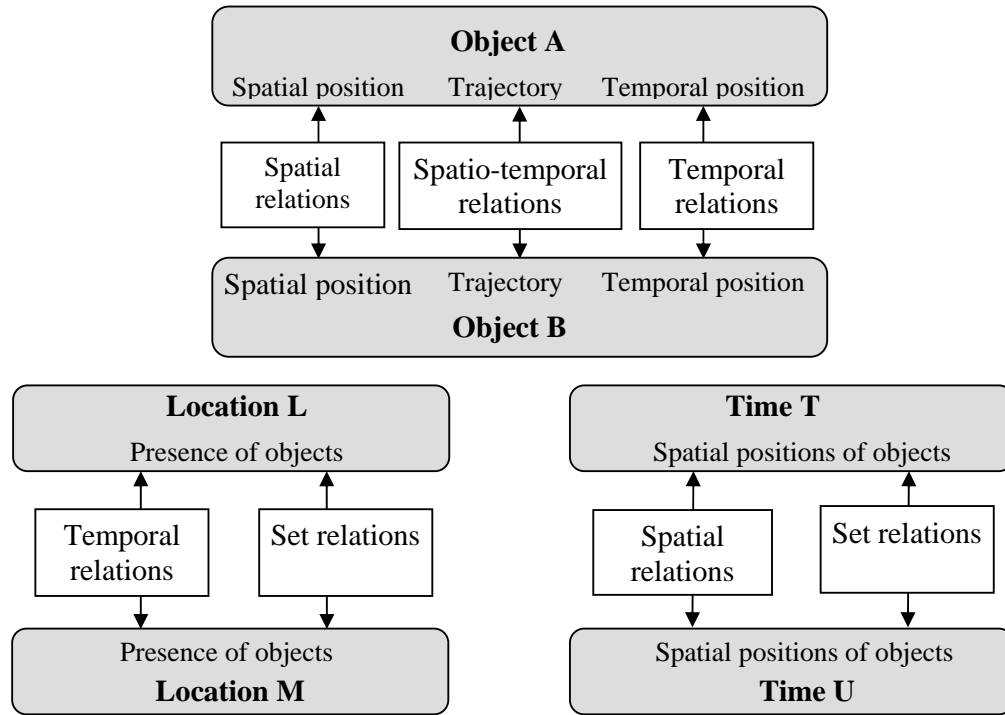 Object A
Spatial position Trajectory Temporal position
Spatial relations
Spatio-temporal relations
Temporal relations
Spatial position Trajectory Temporal position
Object B
Location L
Presence of objects
Temporal relations
Set relations
Presence of objects
Location M
Time T
Spatial positions of objects
Spatial relations
Set relations
Spatial positions of objects
Time U